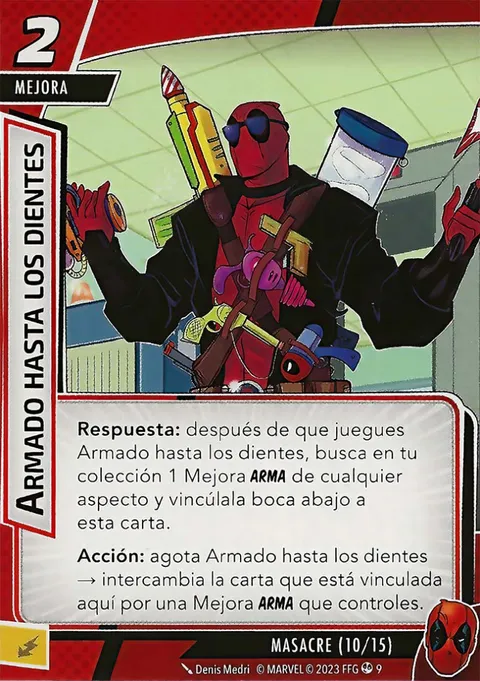 2
MEJORA
ARMADO HASTA LOS DIENTES
Respuesta: después de que juegues
Armado hasta los dientes, busca en tu
colección 1 Mejora ARMA de cualquier
aspecto y vincúlala boca abajo a
esta carta.
Acción: agota Armado hasta los dientes
→ intercambia la carta que está vinculada
aquí por una Mejora ARMA que controles.
MASACRE (10/15)
Denis Medri © MARVEL © 2023 FFG 9